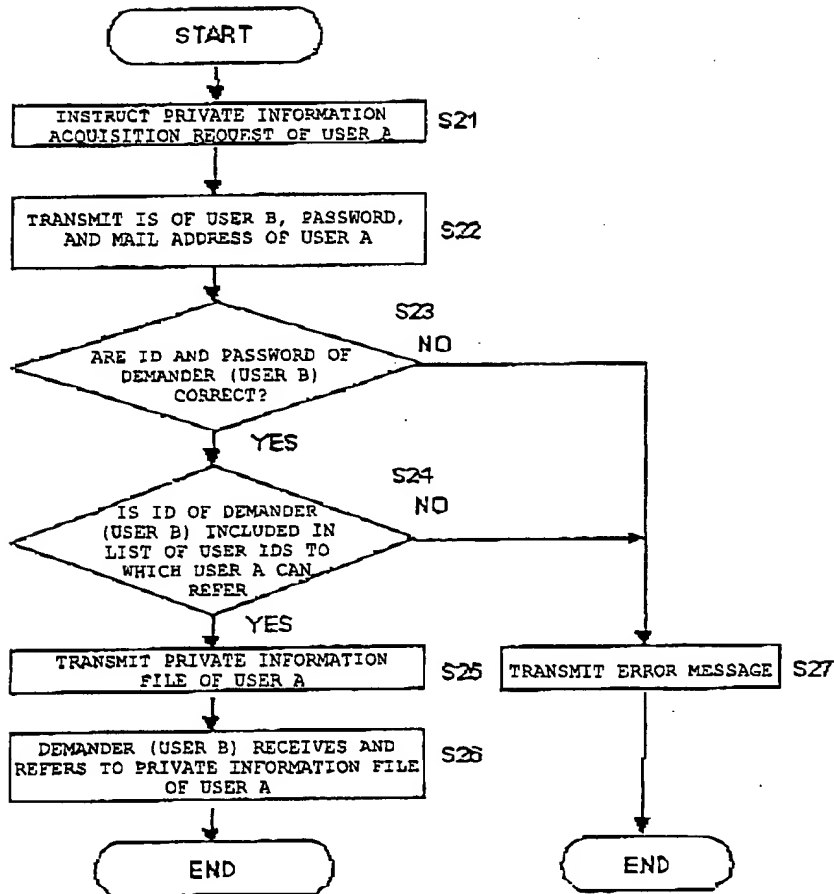 START
INSTRUCT PRIVATE INFORMATION
ACQUISITION REQUEST OF USER A
S21
TRANSMIT IS OF USER B, PASSWORD,
AND MAIL ADDRESS OF USER A
S22
S23
NO
ARE ID AND PASSWORD OF
DEMANDER (USER B)
CORRECT?
YES
S24
NO
IS ID OF DEMANDER
(USER B) INCLUDED IN
LIST OF USER IDS TO
WHICH USER A CAN
REFER
YES
TRANSMIT PRIVATE INFORMATION
FILE OF USER A
S25
TRANSMIT ERROR MESSAGE
S27
DEMANDER (USER B) RECEIVES AND
REFERS TO PRIVATE INFORMATION FILE
OF USER A
S26
END
END